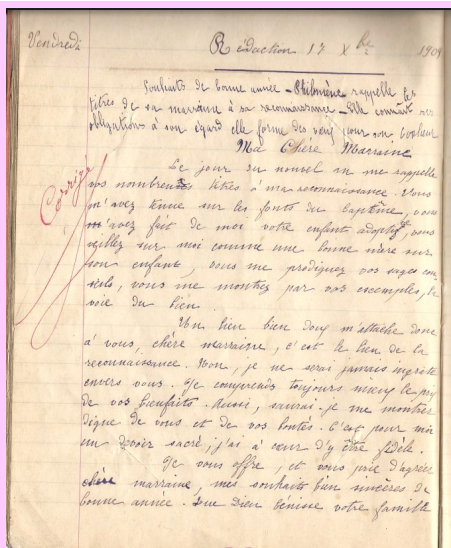 Vendredi Rédaction 17 Xbre 1909
Souhaits de bonne année – Philomène rappelle les
titres de sa marraine à sa reconnaissance – Elle connaît ses
obligations à son égard elle forme des vœux pour son bonheur
Ma Chère Marraine
Corrigé
Le jour du nouvel an me rappelle
vos nombreux titres à ma reconnaissance. Vous
m'avez tenue sur les fonts du baptême, vous
m'avez fait de moi votre enfant adoptif, vous
veillez sur moi comme une bonne mère sur
son enfant, vous me prodiguez vos sages con-
seils, vous me montrez par vos exemples, la
voie du bien.
Un lien bien doux m'attache donc
à vous, chère marraine, c'est le lien de la
reconnaissance. Non, je ne serai jamais ingrate
envers vous. Je comprends toujours mieux le prix
de vos bienfaits. Aussi, saurai-je me montrer
digne de vous et de vos bontés. C'est pour moi
un devoir sacré, j'ai à cœur d'y être fidèle.
Je vous offre, et vous prie d'agréer
chère marraine, mes souhaits bien sincères de
bonne année. Que Dieu bénisse votre famille